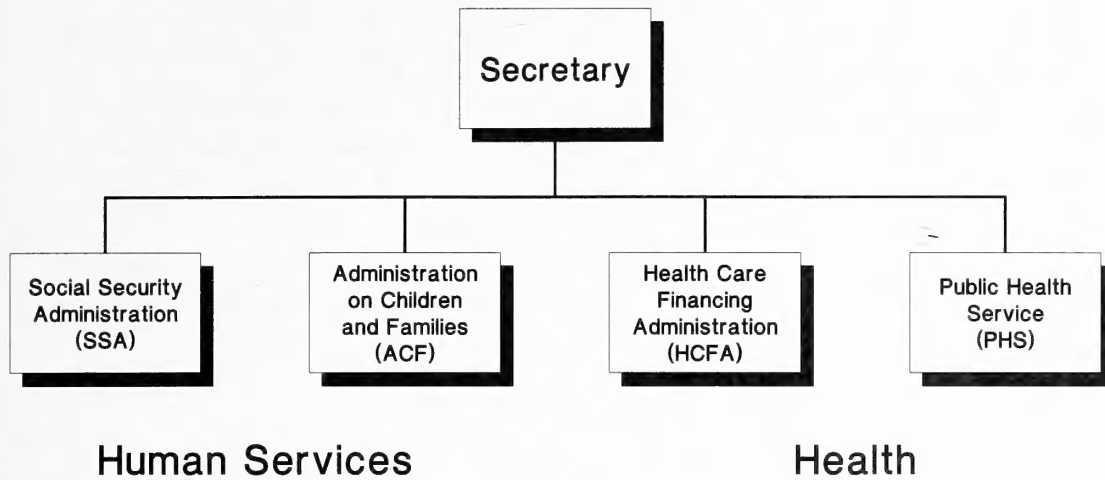 Secretary
Social Security
Administration
(SSA)
Administration
on Children
and Families
(ACF)
Health Care
Financing
Administration
(HCFA)
Public Health
Service
(PHS)
Human Services
Health